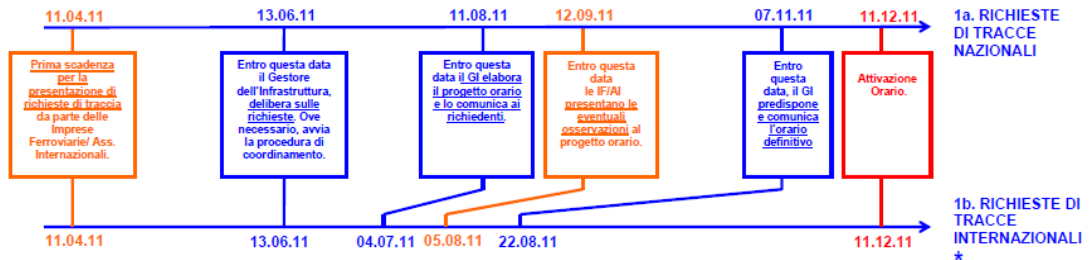 11.04.11
13.06.11
11.08.11
12.09.11
07.11.11
11.12.11
1a. RICHIESTE
DI TRACCE
NAZIONALI
Prima scadenza
per la
presentazione di
richieste di traccia
da parte delle
Imprese
Ferroviarie/ Ass.
Internazionali.
Entro questa data
il Gestore
dell'Infrastruttura,
delibera sulle
richieste. Ove
necessario, avvia
la procedura di
coordinamento.
Entro questa
data il GI elabora
il progetto orario
e lo comunica ai
richiedenti.
Entro questa
data
le IF/AI
presentano le
eventuali
osservazioni al
progetto orario.
Entro
questa
data, il GI
predispone
e comunica
l'orario
definitivo
Attivazione
Orario.
11.04.11
13.06.11
04.07.11
05.08.11
22.08.11
11.12.11
1b. RICHIESTE DI
TRACCE
INTERNAZIONALI
*